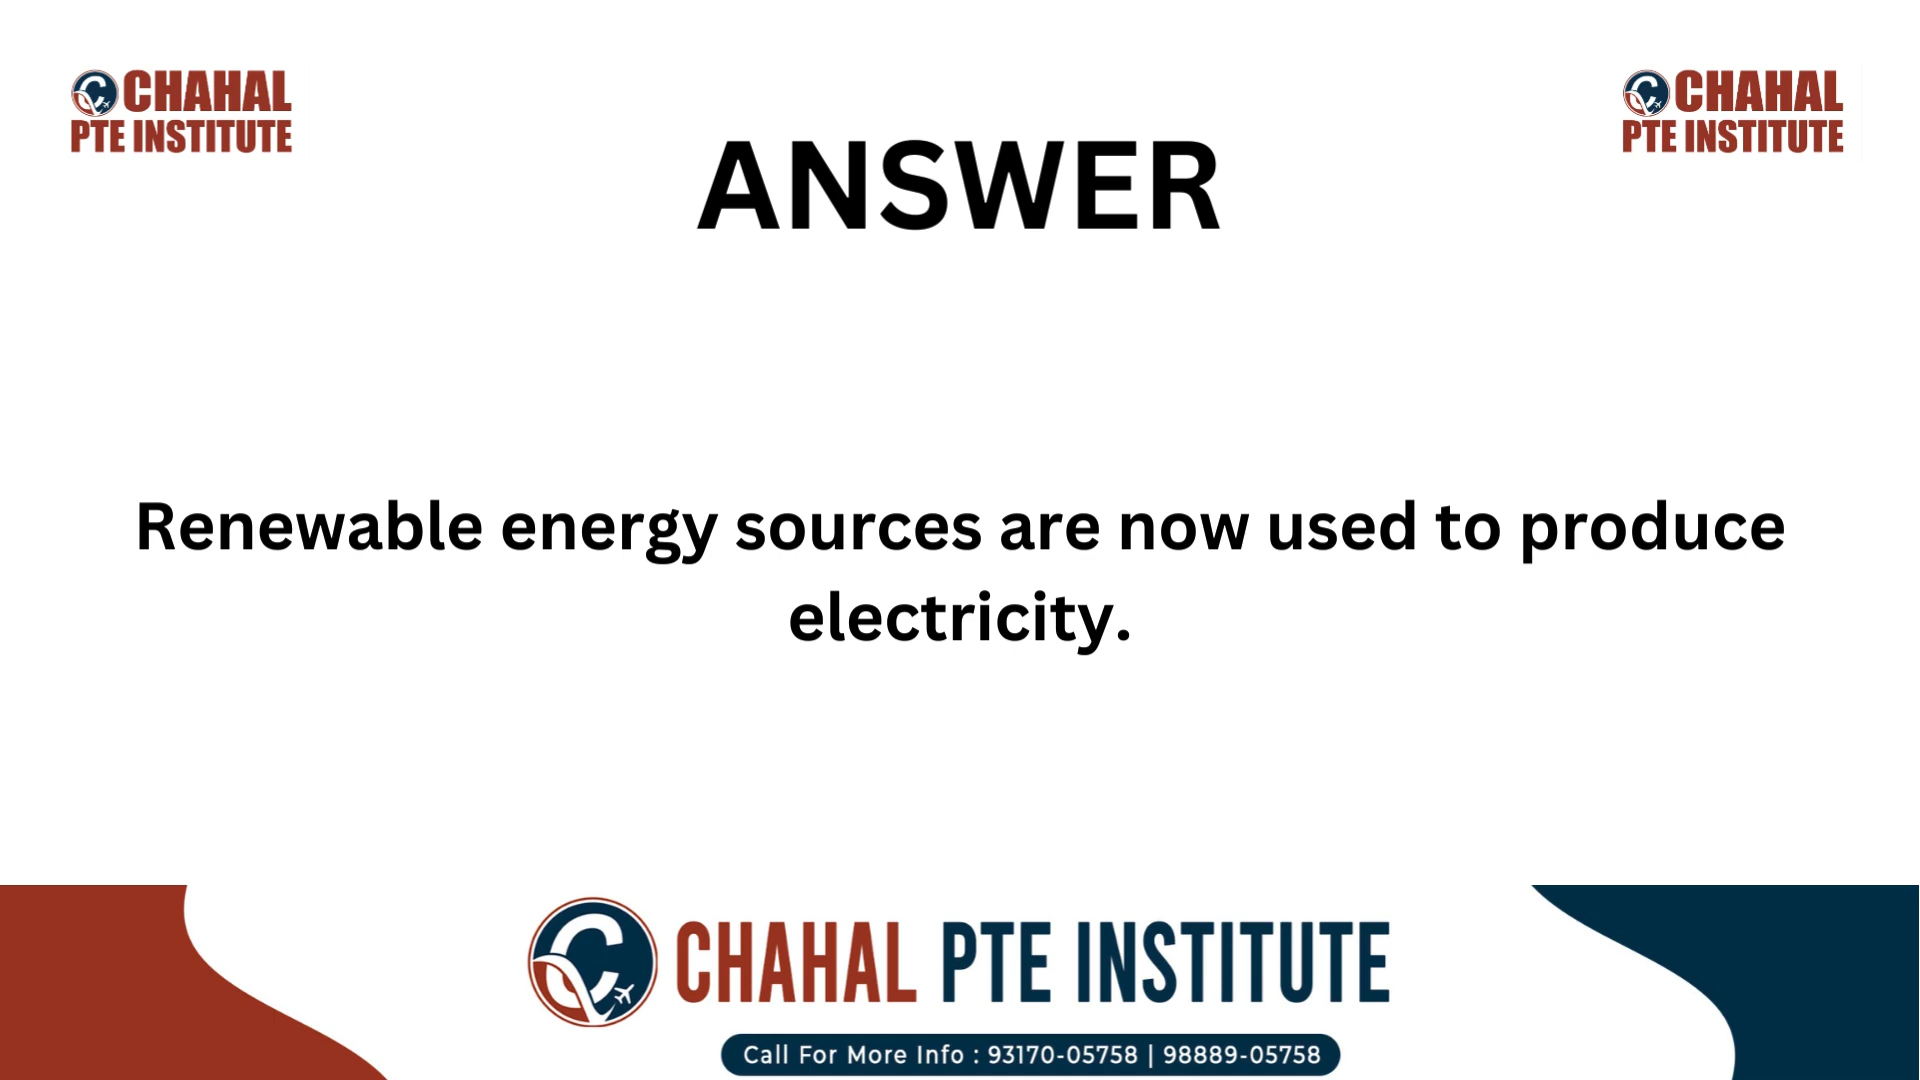 CHAHAL
PTE INSTITUTE
CHAHAL
PTE INSTITUTE
ANSWER
Renewable energy sources are now used to produce
electricity.
CHAHAL PTE INSTITUTE
Call For More Info : 93170-05758 | 98889-05758